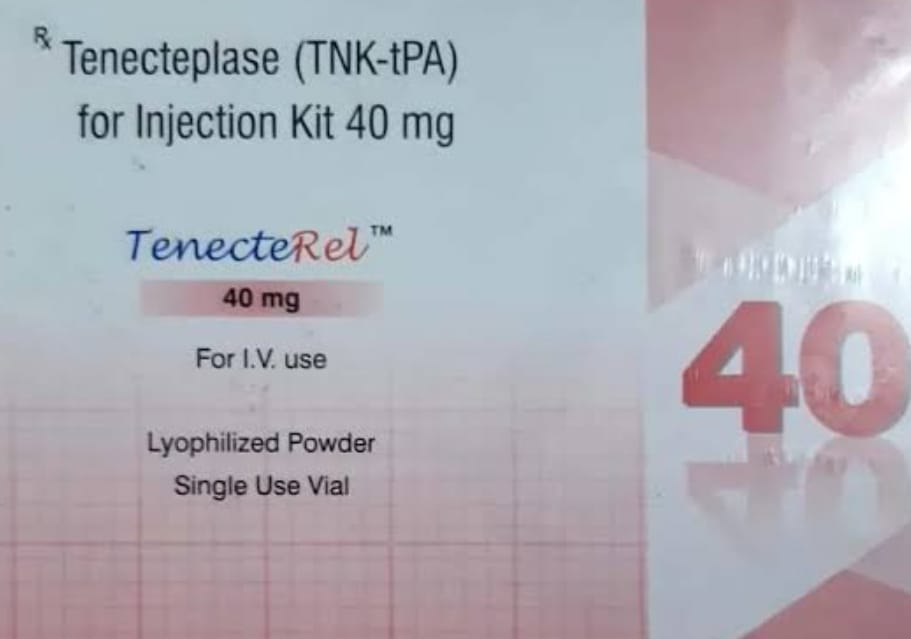 Rx Tenecteplase (TNK-tPA)
for Injection Kit 40 mg
TenecteRel™
40 mg
For I.V. use
Lyophilized Powder
Single Use Vial
40